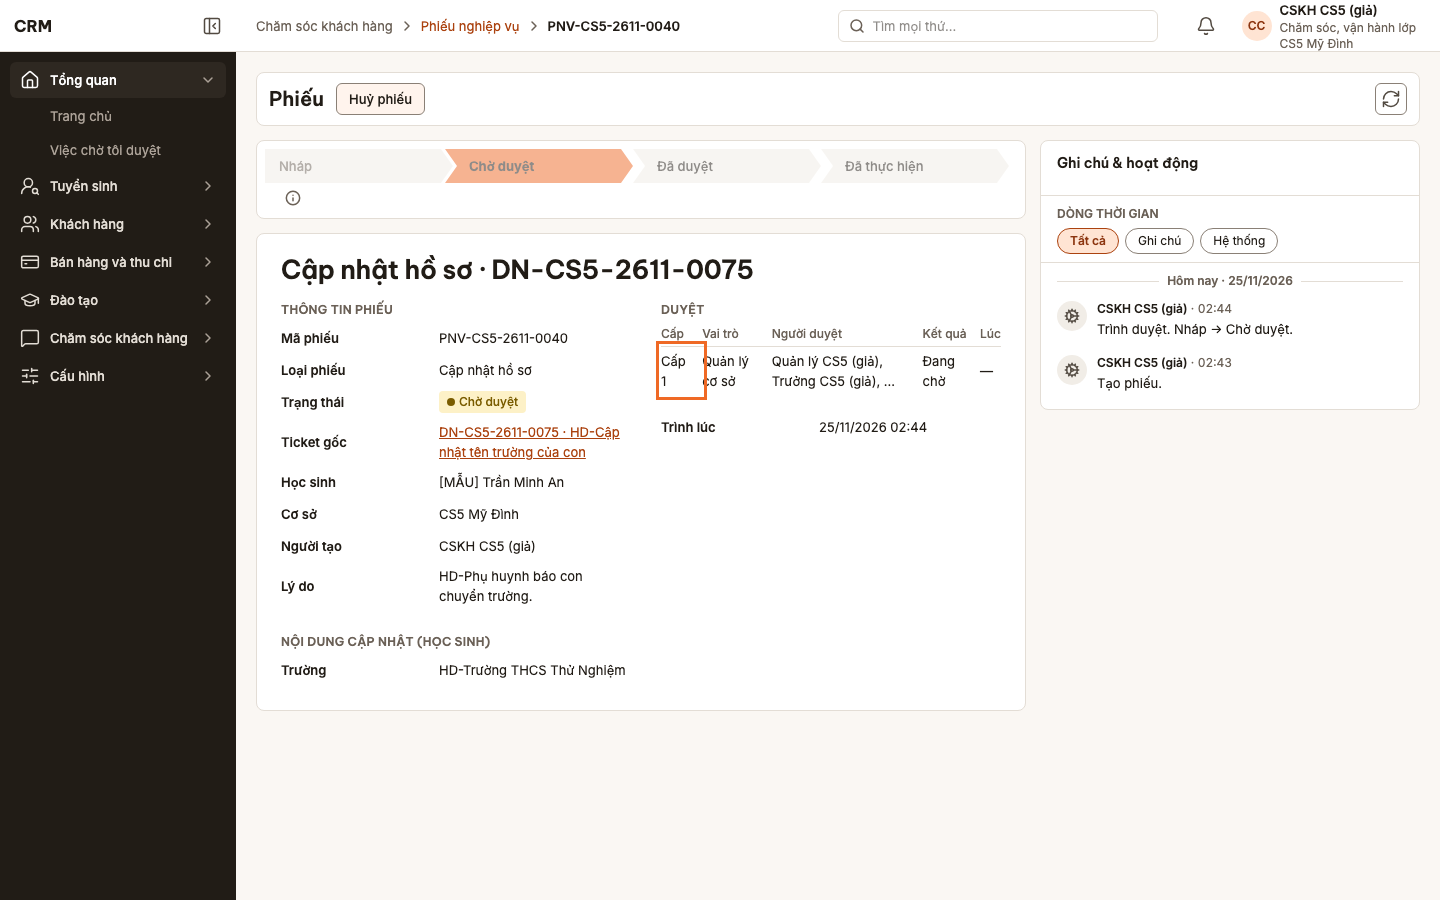 CRM
Chăm sóc khách hàng > Phiếu nghiệp vụ > PNV-CS5-2611-0040
Tìm mọi thứ...
CC
CSKH CS5 (giả)
Chăm sóc, vận hành lớp
CS5 Mỹ Đình
Tổng quan
Trang chủ
Việc chờ tôi duyệt
Tuyển sinh
Khách hàng
Bán hàng và thu chi
Đào tạo
Chăm sóc khách hàng
Cấu hình
Phiếu
Huỷ phiếu
Nháp
Chờ duyệt
Đã duyệt
Đã thực hiện
Cập nhật hồ sơ · DN-CS5-2611-0075
THÔNG TIN PHIẾU
Mã phiếu PNV-CS5-2611-0040
Loại phiếu Cập nhật hồ sơ
Trạng thái Chờ duyệt
Ticket gốc DN-CS5-2611-0075 · HD-Cập
nhật tên trường của con
Học sinh [MẪU] Trần Minh An
Cơ sở CS5 Mỹ Đình
Người tạo CSKH CS5 (giả)
Lý do HD-Phụ huynh báo con
chuyển trường.
NỘI DUNG CẬP NHẬT (HỌC SINH)
Trường HD-Trường THCS Thử Nghiệm
DUYỆT
Cấp Vai trò Người duyệt Kết quả Lúc
Cấp Quản lý Quản lý CS5 (giả), Đang —
1 cơ sở Trưởng CS5 (giả), ... chờ
Trình lúc 25/11/2026 02:44
Ghi chú & hoạt động
DÒNG THỜI GIAN
Tất cả
Ghi chú
Hệ thống
Hôm nay · 25/11/2026
CSKH CS5 (giả) · 02:44
Trình duyệt. Nháp → Chờ duyệt.
CSKH CS5 (giả) · 02:43
Tạo phiếu.